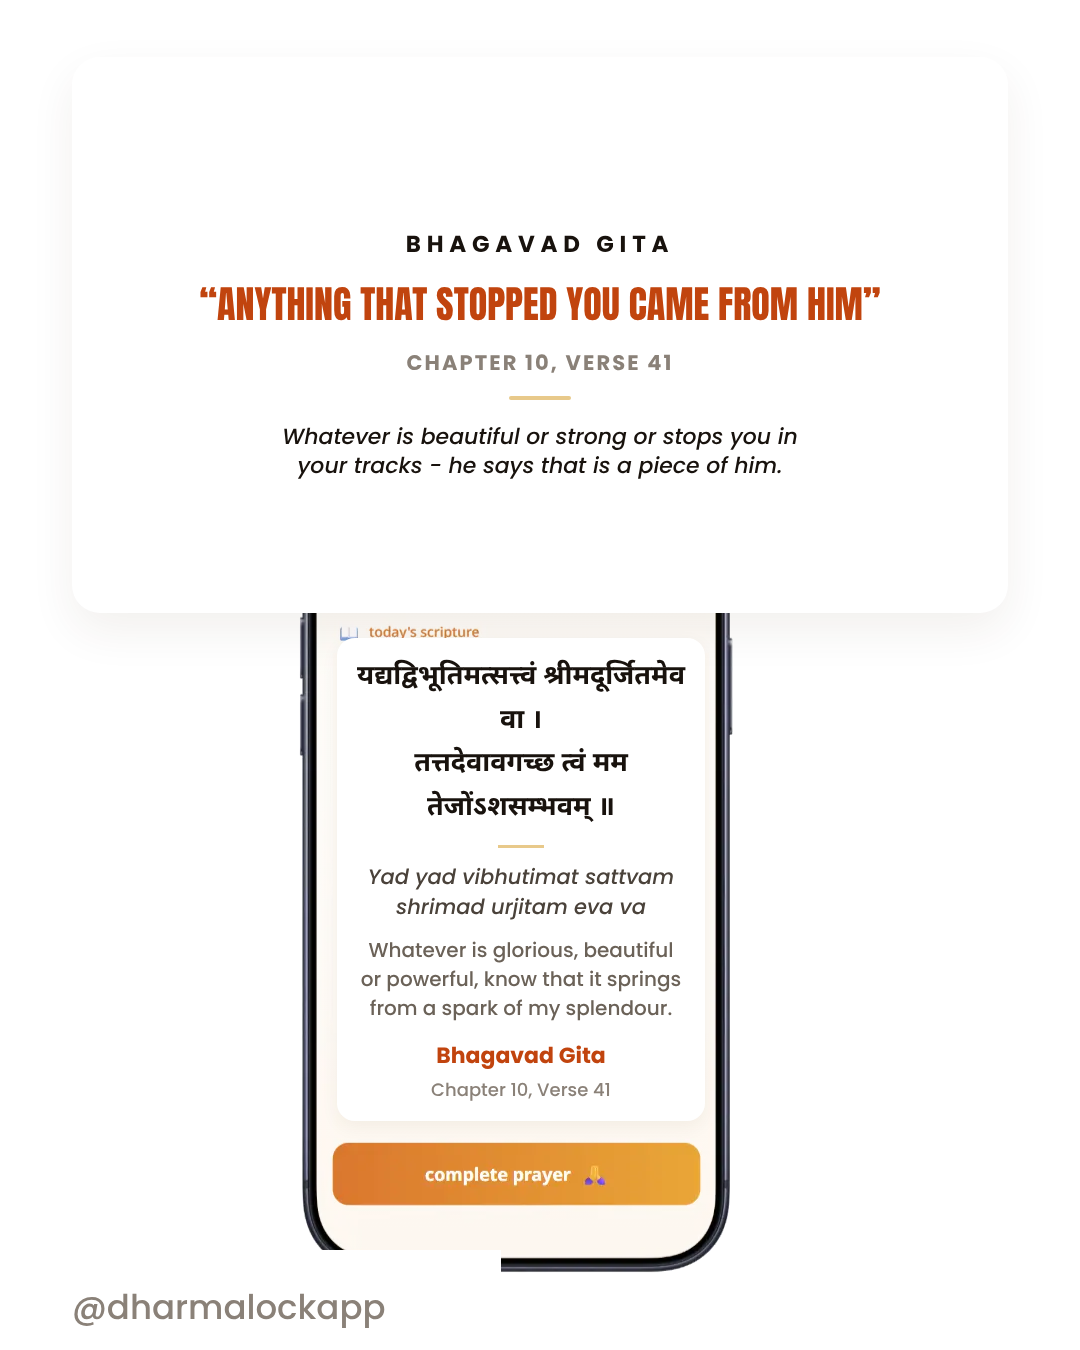 BHAGAVAD GITA
“ANYTHING THAT STOPPED YOU CAME FROM HIM”
CHAPTER 10, VERSE 41
Whatever is beautiful or strong or stops you in
your tracks - he says that is a piece of him.
today's scripture
यद्यद्विभूतिमत्सत्त्वं श्रीमदूर्जितमेव
वा ।
तत्तदेवावगच्छ त्वं मम
तेजोंऽशसम्भवम् ॥
Yad yad vibhutimat sattvam
shrimad urjitam eva va
Whatever is glorious, beautiful
or powerful, know that it springs
from a spark of my splendour.
Bhagavad Gita
Chapter 10, Verse 41
complete prayer
@dharmalockapp